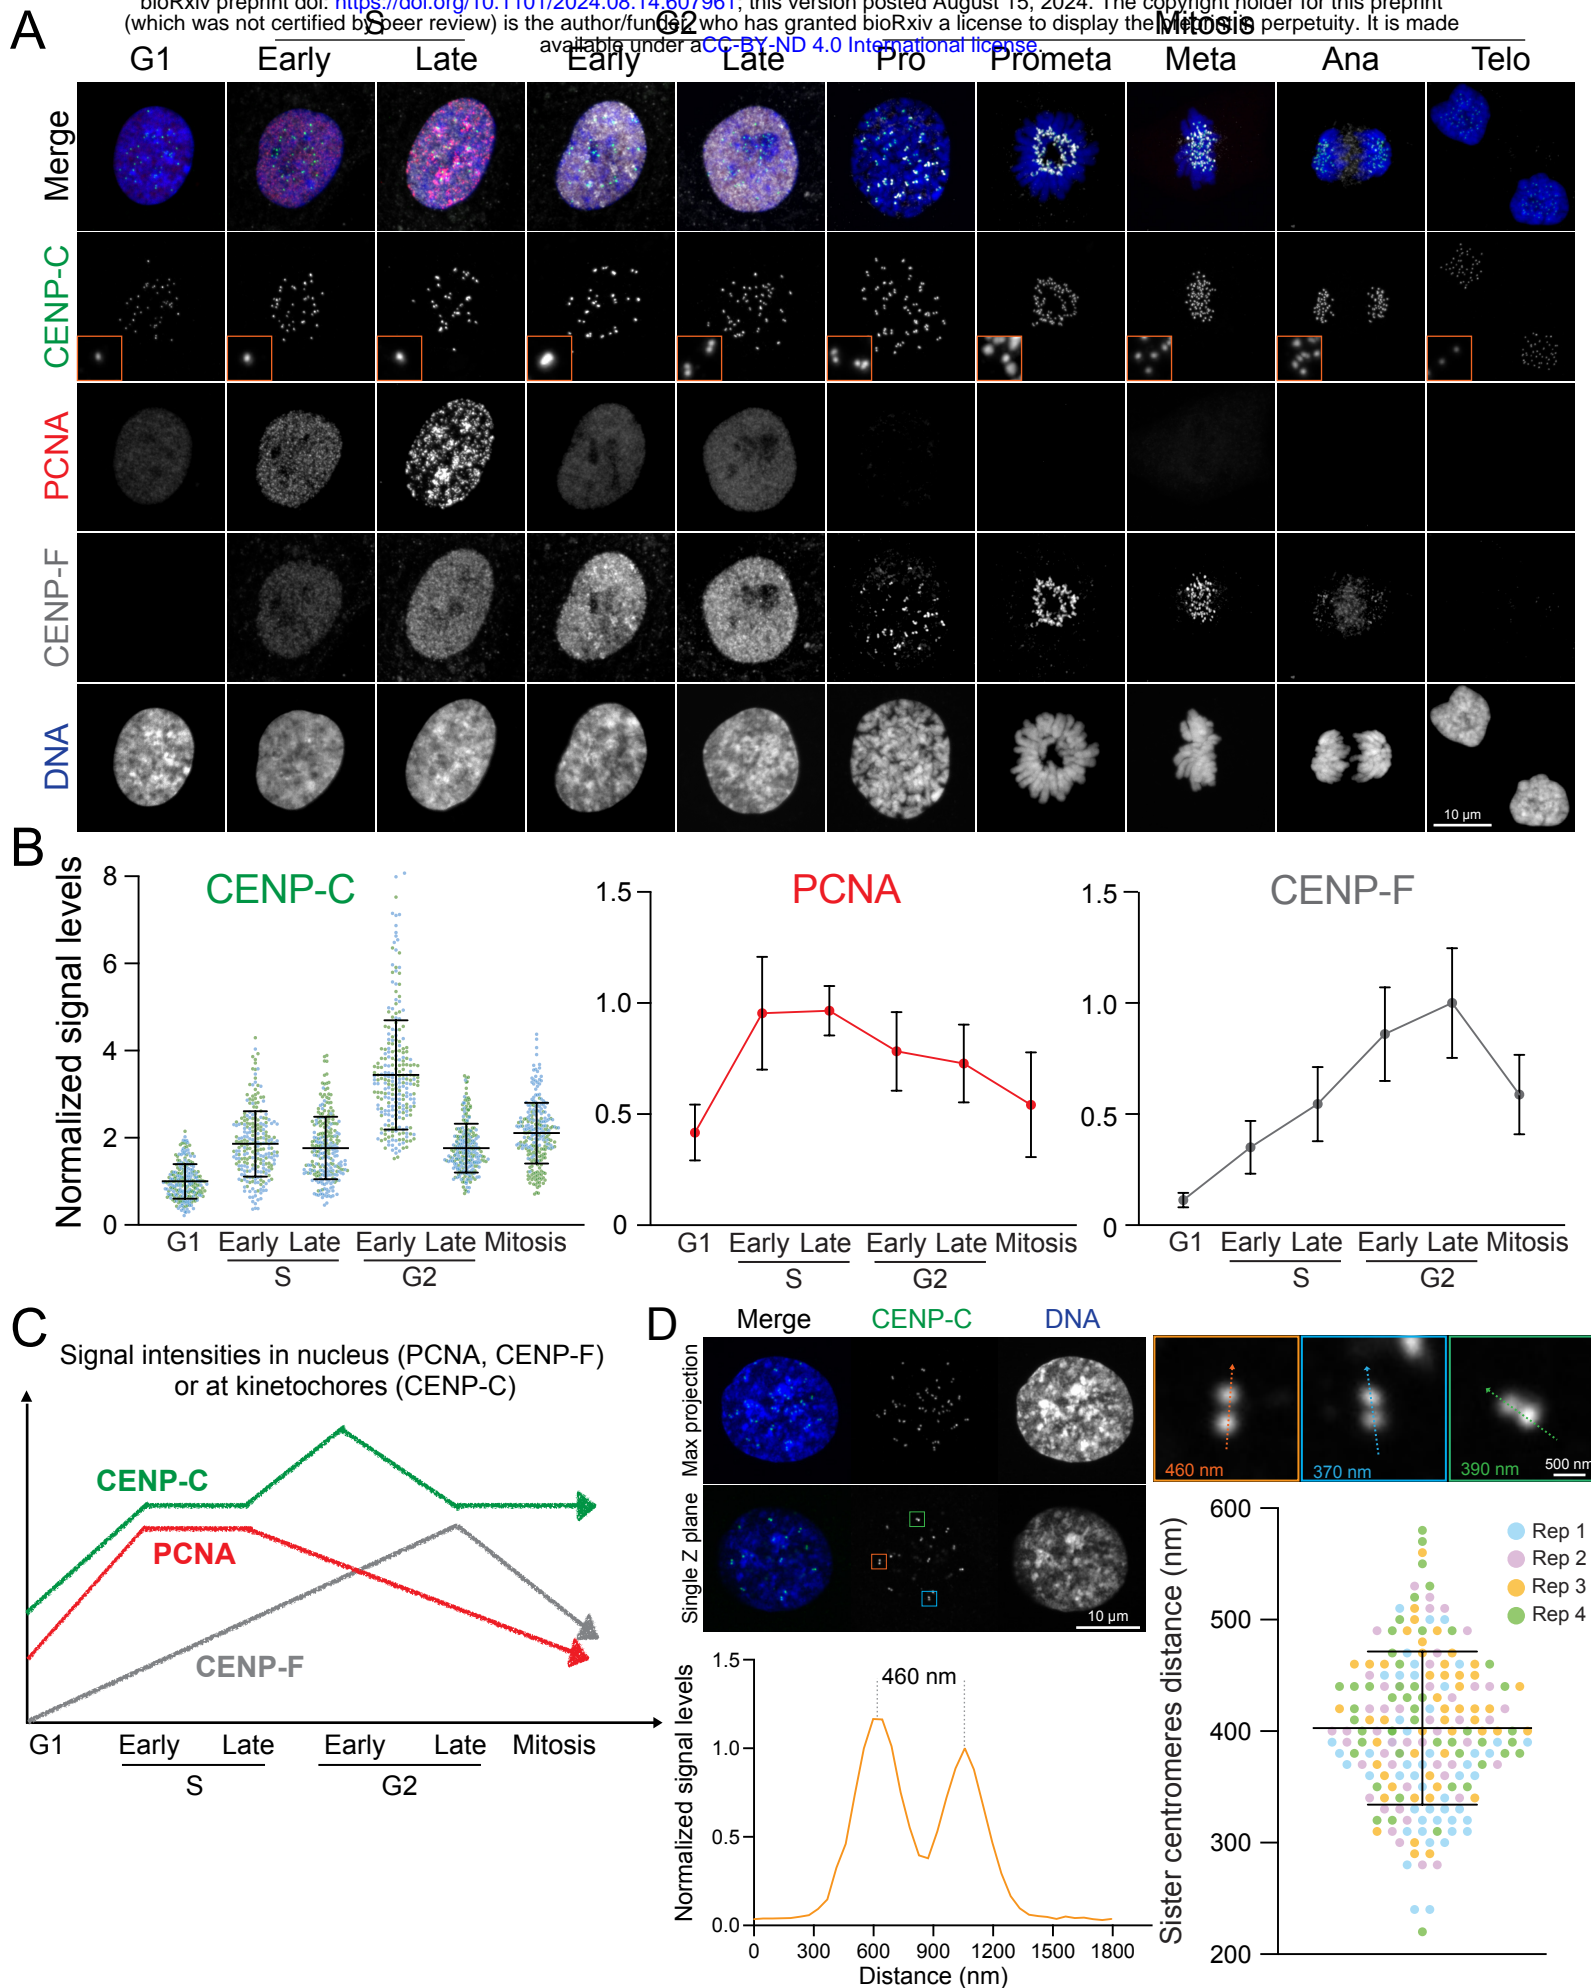 bioRxiv preprint doi: https://doi.org/10.1101/2024.08.14.607961; this version posted August 15, 2024. The copyright holder for this preprint
(which was not certified by peer review) is the author/funder, who has granted bioRxiv a license to display the preprint in perpetuity. It is made
available under aCC-BY-ND 4.0 International license.
A
S G2 Mitosis
G1 Early Late Early Late Pro Prometa Meta Ana Telo
Merge
CENP-C
PCNA
CENP-F
DNA
10 µm
B
Normalized signal levels
CENP-C
8
6
4
2
0
G1 Early Late Early Late Mitosis
S G2
PCNA
1.5
1.0
0.5
0
G1 Early Late Early Late Mitosis
S G2
CENP-F
1.5
1.0
0.5
0
G1 Early Late Early Late Mitosis
S G2
C
Signal intensities in nucleus (PCNA, CENP-F)
or at kinetochores (CENP-C)
CENP-C
PCNA
CENP-F
G1 Early Late Early Late Mitosis
S G2
D
Merge CENP-C DNA
Max projection
Single Z plane
10 µm
460 nm 370 nm 390 nm
500 nm
Normalized signal levels
1.5
1.0
0.5
0.0
460 nm
0 300 600 900 1200 1500 1800
Distance (nm)
Sister centromeres distance (nm)
600
500
400
300
200
Rep 1
Rep 2
Rep 3
Rep 4